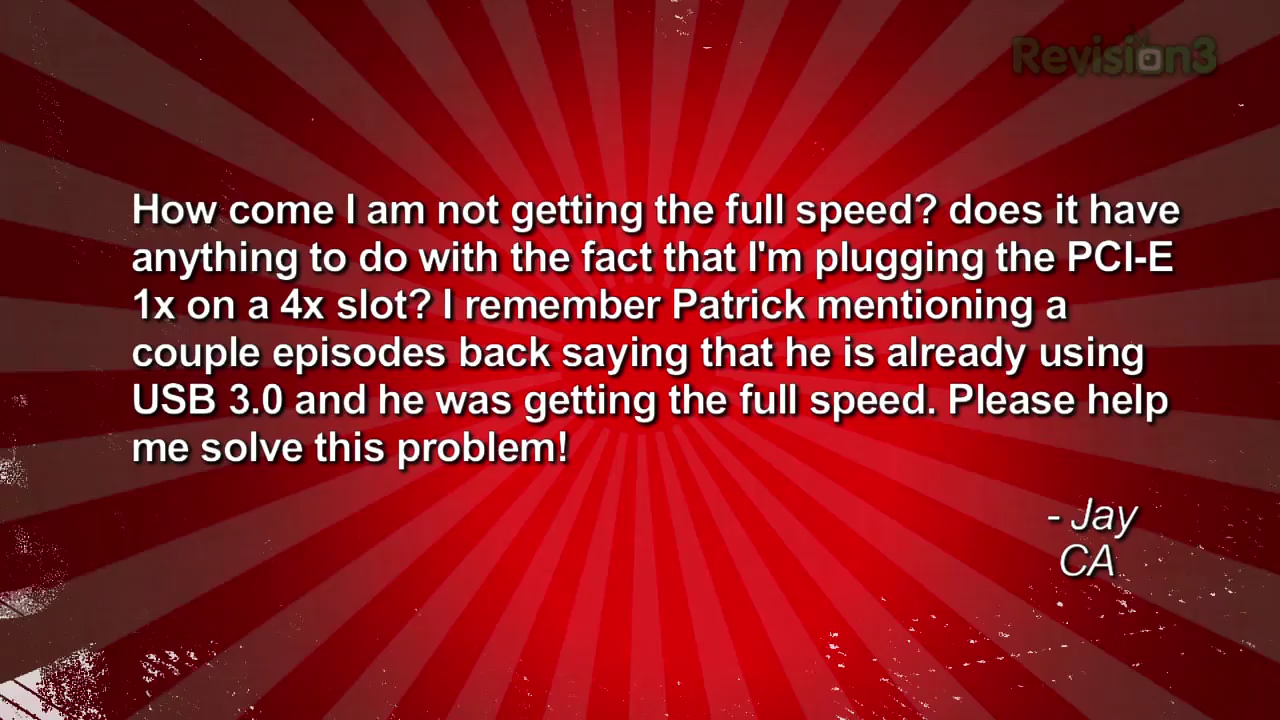 Revision3
How come I am not getting the full speed? does it have
anything to do with the fact that I'm plugging the PCI-E
1x on a 4x slot? I remember Patrick mentioning a
couple episodes back saying that he is already using
USB 3.0 and he was getting the full speed. Please help
me solve this problem!
- Jay
CA